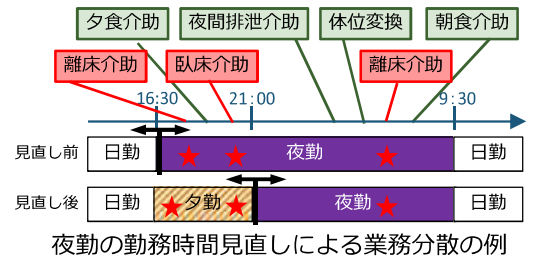 夕食介助 夜間排泄介助 体位変換 朝食介助
離床介助 臥床介助 離床介助
16:30 21:00 9:30
見直し前 日勤 夜勤 日勤
見直し後 日勤 夕勤 夜勤 日勤
夜勤の勤務時間見直しによる業務分散の例